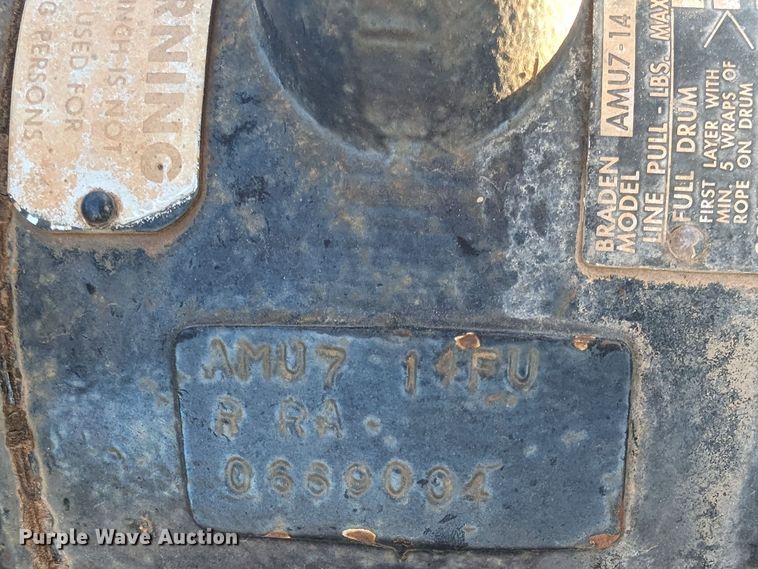 RNING
NCH IS NOT
USED FOR
G PERSONS
BRADEN
MODEL AMU7-14
LINE PULL - LBS. MAX
FULL DRUM
FIRST LAYER WITH
MIN. 5 WRAPS OF
ROPE ON DRUM
AMU7 14FU
R RA
0669004
Purple Wave Auction